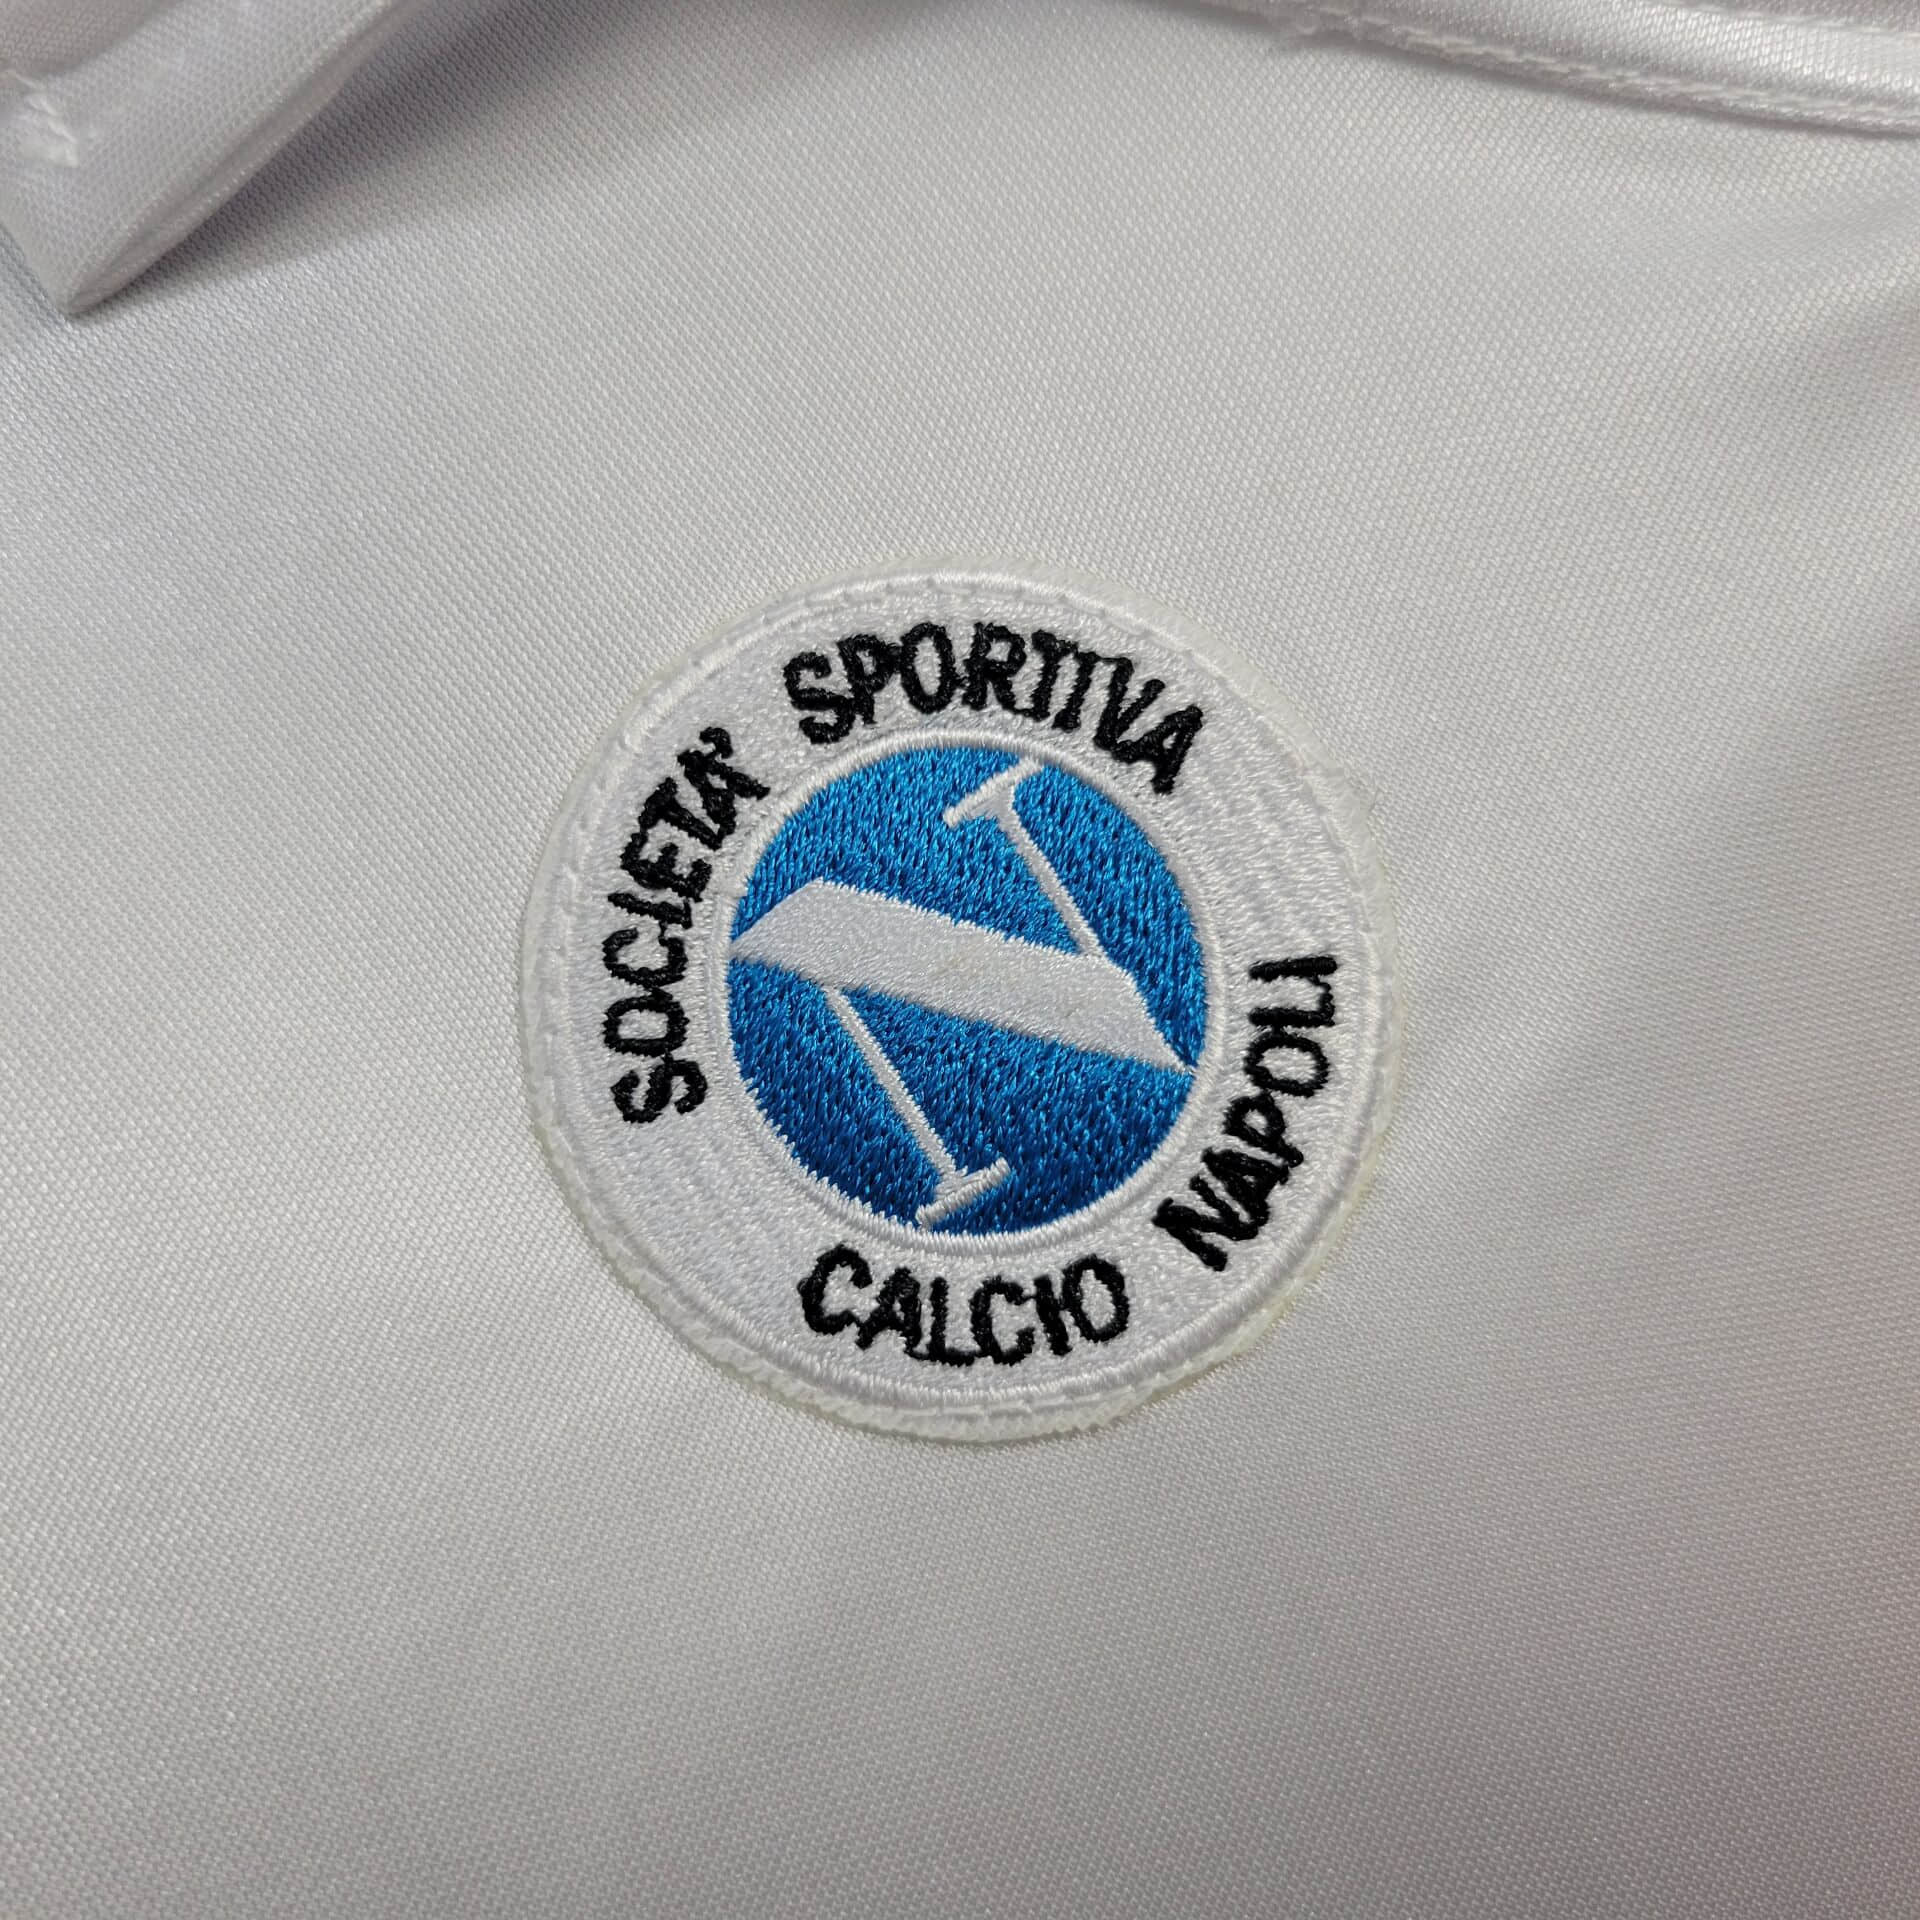 SOCIETA' SPORTIVA
CALCIO NAPOLI
N